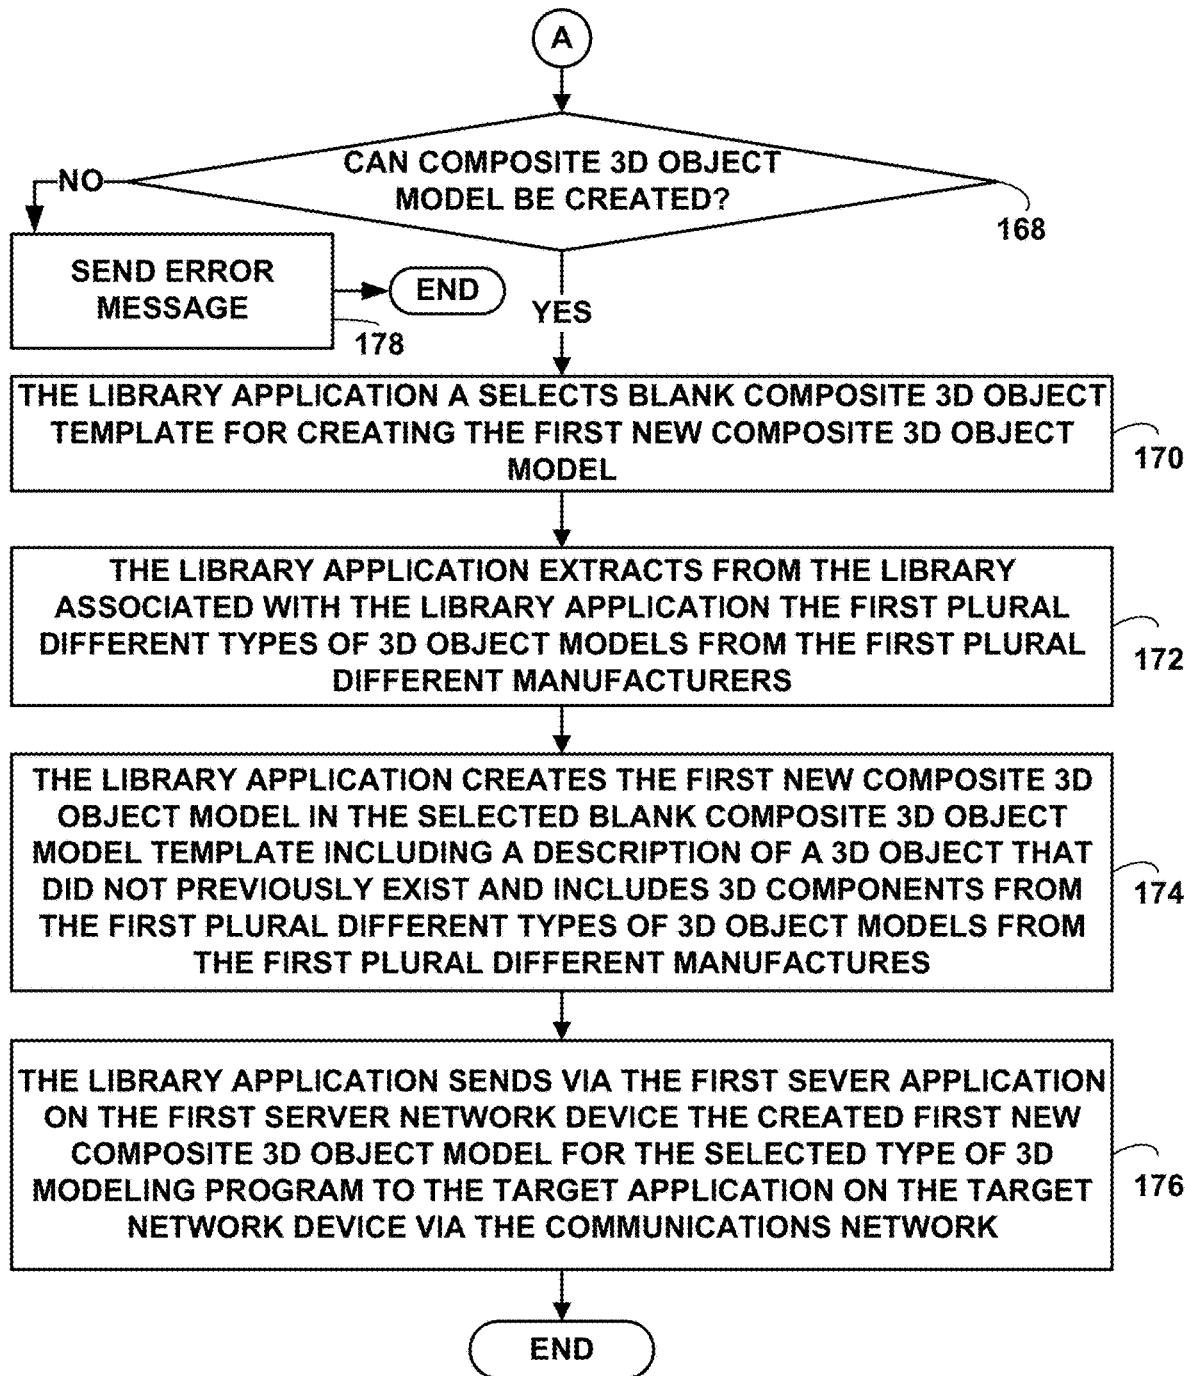 A
CAN COMPOSITE 3D OBJECT
MODEL BE CREATED?
168
NO
SEND ERROR
MESSAGE
178
END
YES
THE LIBRARY APPLICATION A SELECTS BLANK COMPOSITE 3D OBJECT
TEMPLATE FOR CREATING THE FIRST NEW COMPOSITE 3D OBJECT
MODEL
170
THE LIBRARY APPLICATION EXTRACTS FROM THE LIBRARY
ASSOCIATED WITH THE LIBRARY APPLICATION THE FIRST PLURAL
DIFFERENT TYPES OF 3D OBJECT MODELS FROM THE FIRST PLURAL
DIFFERENT MANUFACTURERS
172
THE LIBRARY APPLICATION CREATES THE FIRST NEW COMPOSITE 3D
OBJECT MODEL IN THE SELECTED BLANK COMPOSITE 3D OBJECT
MODEL TEMPLATE INCLUDING A DESCRIPTION OF A 3D OBJECT THAT
DID NOT PREVIOUSLY EXIST AND INCLUDES 3D COMPONENTS FROM
THE FIRST PLURAL DIFFERENT TYPES OF 3D OBJECT MODELS FROM
THE FIRST PLURAL DIFFERENT MANUFACTURES
174
THE LIBRARY APPLICATION SENDS VIA THE FIRST SEVER APPLICATION
ON THE FIRST SERVER NETWORK DEVICE THE CREATED FIRST NEW
COMPOSITE 3D OBJECT MODEL FOR THE SELECTED TYPE OF 3D
MODELING PROGRAM TO THE TARGET APPLICATION ON THE TARGET
NETWORK DEVICE VIA THE COMMUNICATIONS NETWORK
176
END